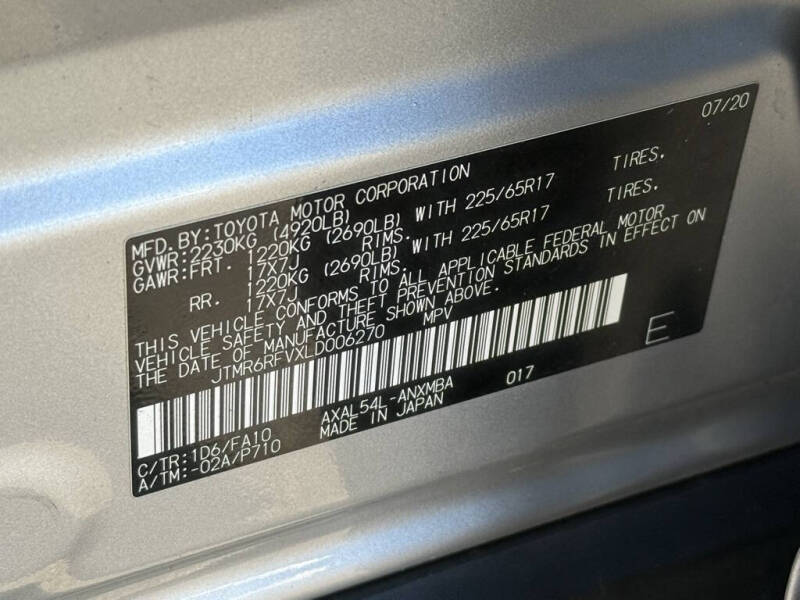 07/20
MFD. BY:TOYOTA MOTOR CORPORATION
GVWR:2230KG (4920LB)
GAWR:FRT. 1220KG (2690LB) WITH 225/65R17 TIRES.
17X7J RIMS.
RR. 1220KG (2690LB) WITH 225/65R17 TIRES.
17X7J RIMS.
THIS VEHICLE CONFORMS TO ALL APPLICABLE FEDERAL MOTOR
VEHICLE SAFETY AND THEFT PREVENTION STANDARDS IN EFFECT ON
THE DATE OF MANUFACTURE SHOWN ABOVE.
JTMR6RFVXLD006270 MPV
E
C/TR:1D6/FA10 AXAL54L-ANXMBA 017
A/TM:-02A/P710 MADE IN JAPAN